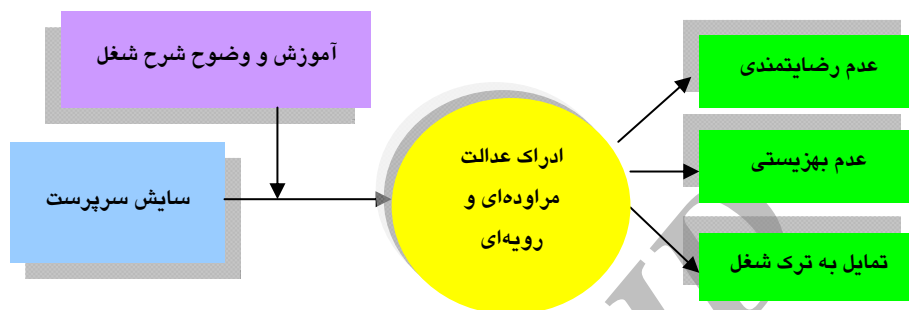 آموزش و وضوح شرح شغل
عدم رضایتمندی
سایش سرپرست
ادراک عدالت
مراوده‌ای و
رویه‌ای
عدم بهزیستی
تمایل به ترک شغل